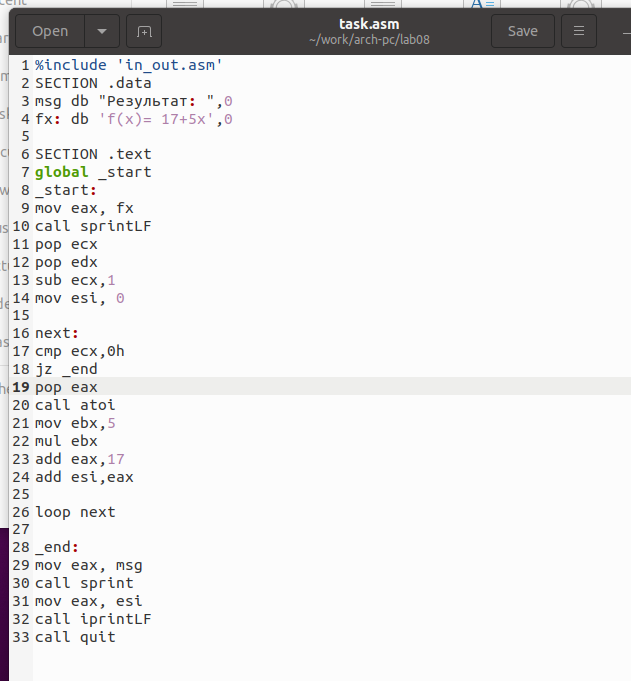 Open
task.asm
~/work/arch-pc/lab08
Save
1 %include 'in_out.asm'
2 SECTION .data
3 msg db "Результат: ",0
4 fx: db 'f(x)= 17+5x',0
5
6 SECTION .text
7 global _start
8 _start:
9 mov eax, fx
10 call sprintLF
11 pop ecx
12 pop edx
13 sub ecx,1
14 mov esi, 0
15
16 next:
17 cmp ecx,0h
18 jz _end
19 pop eax
20 call atoi
21 mov ebx,5
22 mul ebx
23 add eax,17
24 add esi,eax
25
26 loop next
27
28 _end:
29 mov eax, msg
30 call sprint
31 mov eax, esi
32 call iprintLF
33 call quit